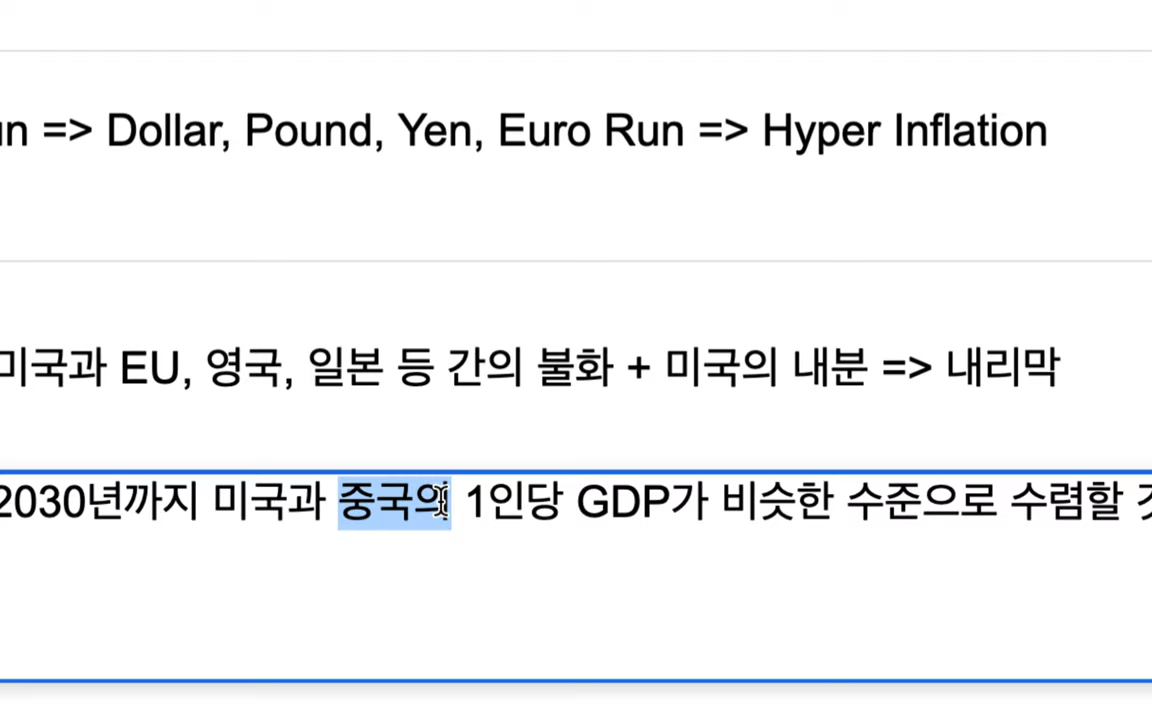 => Dollar, Pound, Yen, Euro Run => Hyper Inflation
미국과 EU, 영국, 일본 등 간의 불화 + 미국의 내분 => 내리막
2030년까지 미국과 중국의 1인당 GDP가 비슷한 수준으로 수렴할